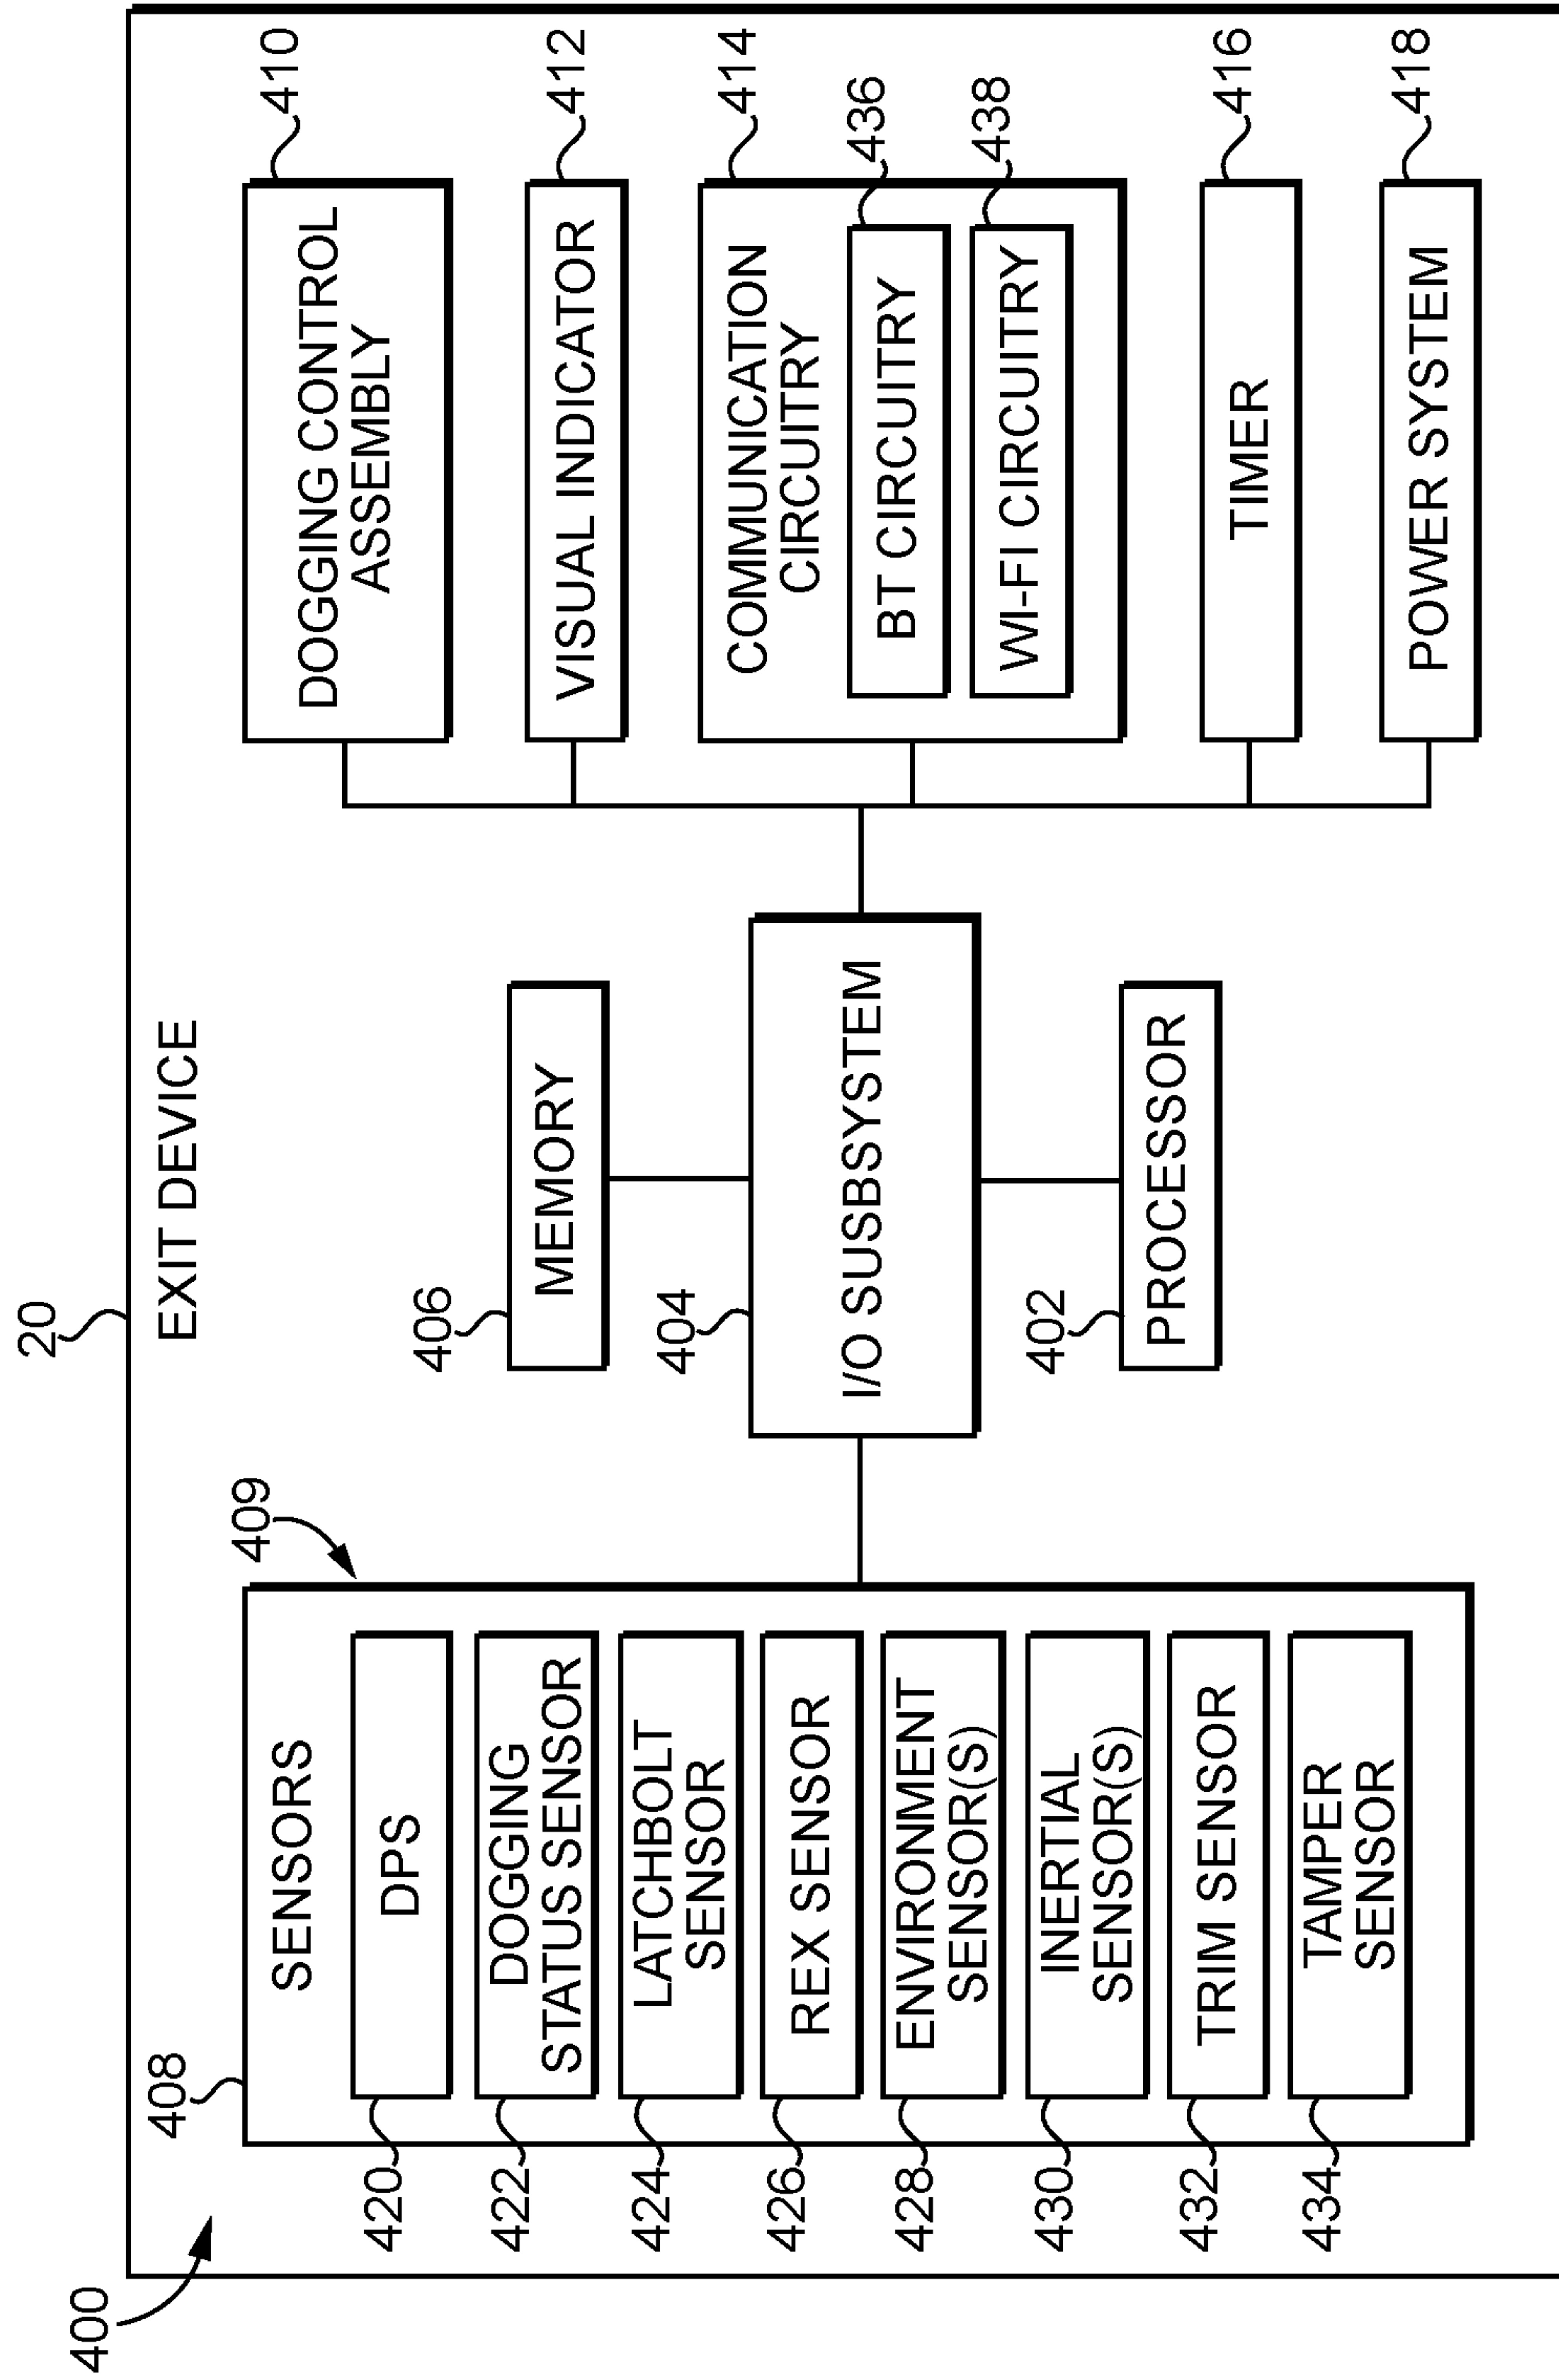 400
20
EXIT DEVICE
408
SENSORS
409
420
DPS
422
DOGGING
STATUS SENSOR
424
LATCHBOLT
SENSOR
426
REX SENSOR
428
ENVIRONMENT
SENSOR(S)
430
INERTIAL
SENSOR(S)
432
TRIM SENSOR
434
TAMPER
SENSOR
406
MEMORY
404
I/O SUSBSYSTEM
402
PROCESSOR
DOGGING CONTROL
ASSEMBLY
410
VISUAL INDICATOR
412
COMMUNICATION
CIRCUITRY
414
BT CIRCUITRY
436
WI-FI CIRCUITRY
438
TIMER
416
POWER SYSTEM
418